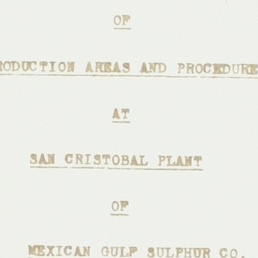 OF
RODUCTION AREAS AND PROCEDURE
AT
SAN CRISTOBAL PLANT
OF
MEXICAN GULF SULPHUR CO.